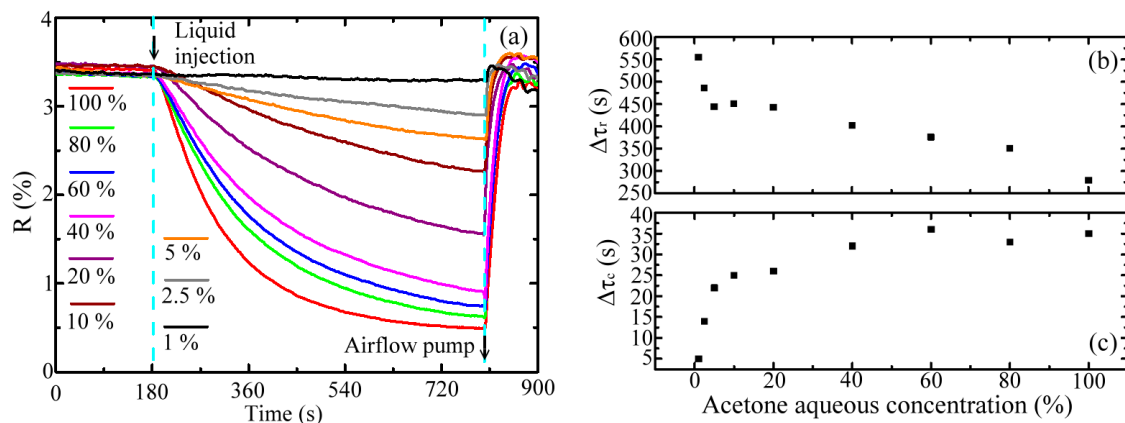 (a)
Liquid
injection
100 %
80 %
60 %
40 %
20 %
10 %
5 %
2.5 %
1 %
Airflow pump
R (%)
4
3
2
1
0
0 180 360 540 720 900
Time (s)
(b)
Δτr (s)
600
550
500
450
400
350
300
250
(c)
Δτc (s)
40
35
30
25
20
15
10
5
0 20 40 60 80 100
Acetone aqueous concentration (%)